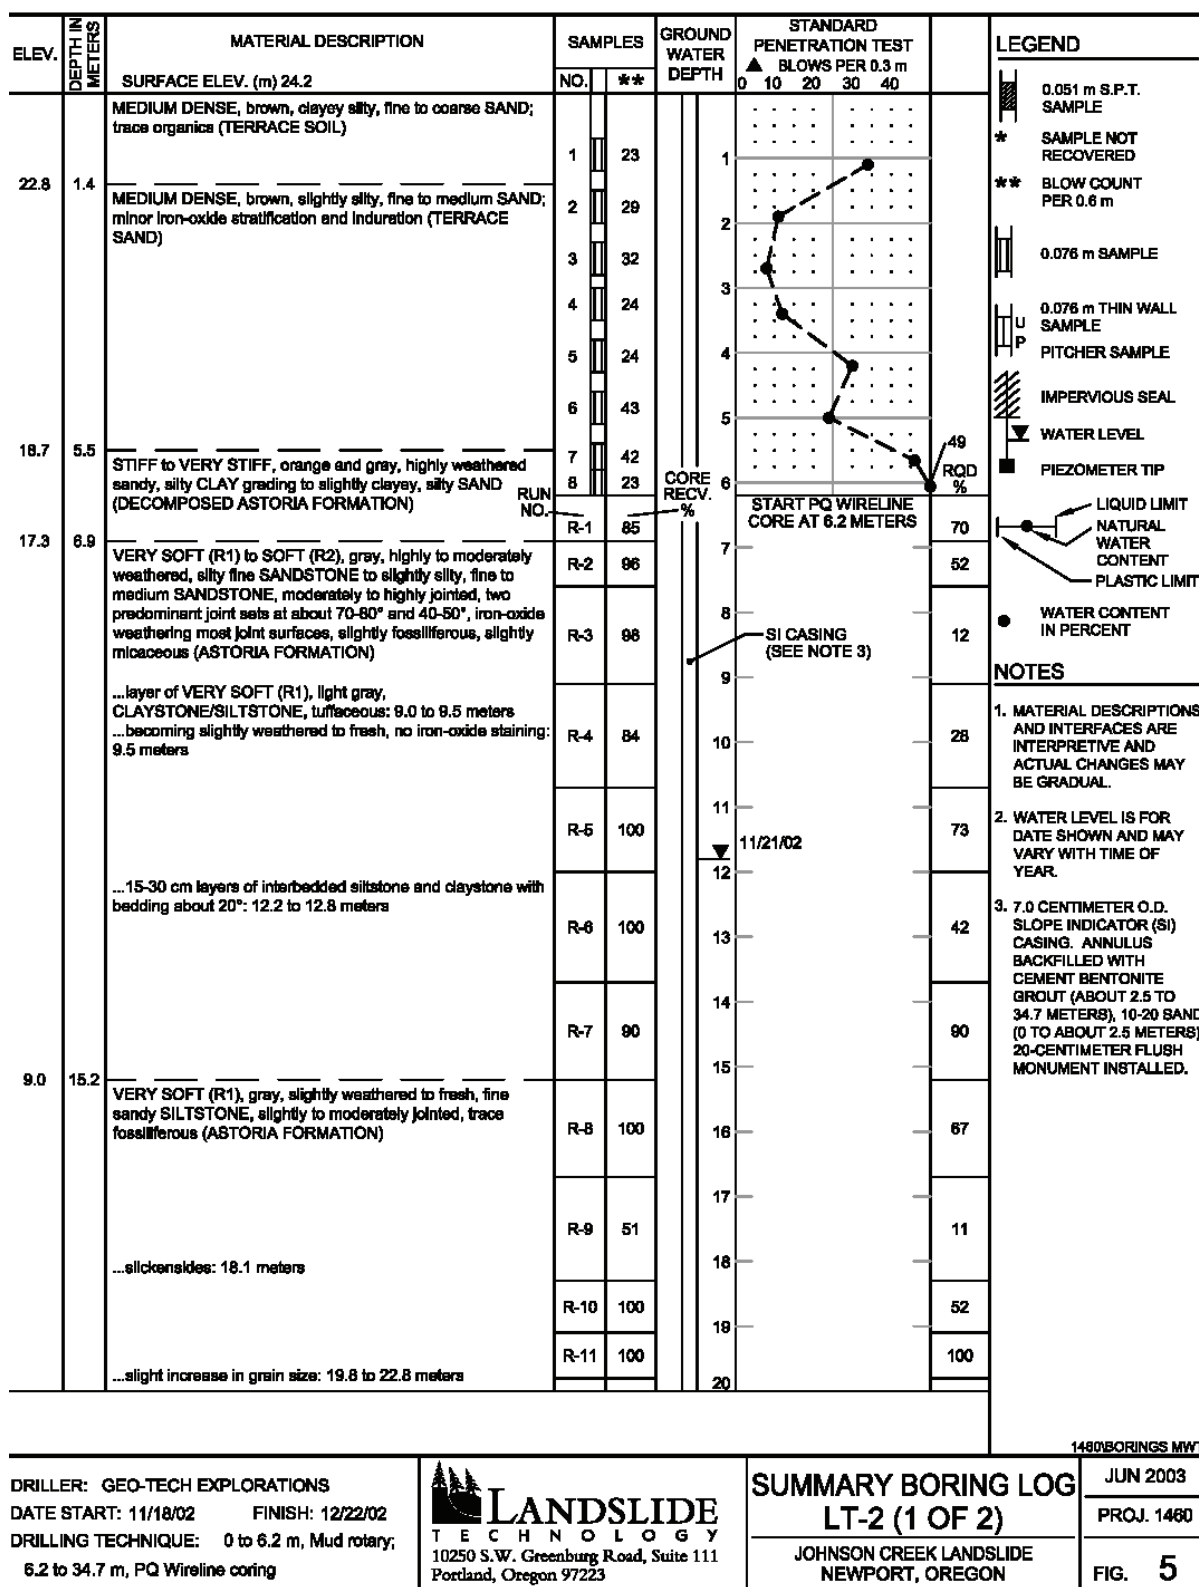 ELEV.
DEPTH IN
METERS
MATERIAL DESCRIPTION
SURFACE ELEV. (m) 24.2
SAMPLES
NO.
**
GROUND
WATER
DEPTH
STANDARD
PENETRATION TEST
▲ BLOWS PER 0.3 m
0 10 20 30 40
MEDIUM DENSE, brown, clayey silty, fine to coarse SAND;
trace organics (TERRACE SOIL)
1 23
1
22.8 1.4
MEDIUM DENSE, brown, slightly silty, fine to medium SAND;
minor iron-oxide stratification and induration (TERRACE
SAND)
2 29
2
3 32
3
4 24
4
5 24
6 43
5
18.7 5.5
STIFF to VERY STIFF, orange and gray, highly weathered
sandy, silty CLAY grading to slightly clayey, silty SAND
(DECOMPOSED ASTORIA FORMATION)
7 42
8 23
RUN
NO.
CORE
RECV.
%
6
49
RQD
%
START PQ WIRELINE
CORE AT 6.2 METERS
R-1 85 70
17.3 6.9
7
VERY SOFT (R1) to SOFT (R2), gray, highly to moderately
weathered, silty fine SANDSTONE to slightly silty, fine to
medium SANDSTONE, moderately to highly jointed, two
predominant joint sets at about 70-80° and 40-50°, iron-oxide
weathering most joint surfaces, slightly fossiliferous, slightly
micaceous (ASTORIA FORMATION)
R-2 96 52
8
R-3 98 12
SI CASING
(SEE NOTE 3)
9
...layer of VERY SOFT (R1), light gray,
CLAYSTONE/SILTSTONE, tuffaceous: 9.0 to 9.5 meters
...becoming slightly weathered to fresh, no iron-oxide staining:
9.5 meters
R-4 84 28
10
11
R-5 100 73
11/21/02
12
...15-30 cm layers of interbedded siltstone and claystone with
bedding about 20°: 12.2 to 12.8 meters
R-6 100 42
13
14
R-7 90 90
15
9.0 15.2
VERY SOFT (R1), gray, slightly weathered to fresh, fine
sandy SILTSTONE, slightly to moderately jointed, trace
fossiliferous (ASTORIA FORMATION)
R-8 100 67
16
17
R-9 51 11
...slickensides: 18.1 meters
18
R-10 100 52
19
R-11 100 100
...slight increase in grain size: 19.8 to 22.8 meters
20
LEGEND
0.051 m S.P.T.
SAMPLE
* SAMPLE NOT
RECOVERED
** BLOW COUNT
PER 0.6 m
0.076 m SAMPLE
0.076 m THIN WALL
U SAMPLE
P PITCHER SAMPLE
IMPERVIOUS SEAL
WATER LEVEL
PIEZOMETER TIP
LIQUID LIMIT
NATURAL
WATER
CONTENT
PLASTIC LIMIT
WATER CONTENT
IN PERCENT
NOTES
1. MATERIAL DESCRIPTIONS
AND INTERFACES ARE
INTERPRETIVE AND
ACTUAL CHANGES MAY
BE GRADUAL.
2. WATER LEVEL IS FOR
DATE SHOWN AND MAY
VARY WITH TIME OF
YEAR.
3. 7.0 CENTIMETER O.D.
SLOPE INDICATOR (SI)
CASING. ANNULUS
BACKFILLED WITH
CEMENT BENTONITE
GROUT (ABOUT 2.5 TO
34.7 METERS), 10-20 SAND
(0 TO ABOUT 2.5 METERS)
20-CENTIMETER FLUSH
MONUMENT INSTALLED.
1460\BORINGS MWT
DRILLER: GEO-TECH EXPLORATIONS
DATE START: 11/18/02 FINISH: 12/22/02
DRILLING TECHNIQUE: 0 to 6.2 m, Mud rotary;
6.2 to 34.7 m, PQ Wireline coring
LANDSLIDE
TECHNOLOGY
10250 S.W. Greenburg Road, Suite 111
Portland, Oregon 97223
SUMMARY BORING LOG
LT-2 (1 OF 2)
JOHNSON CREEK LANDSLIDE
NEWPORT, OREGON
JUN 2003
PROJ. 1460
FIG. 5